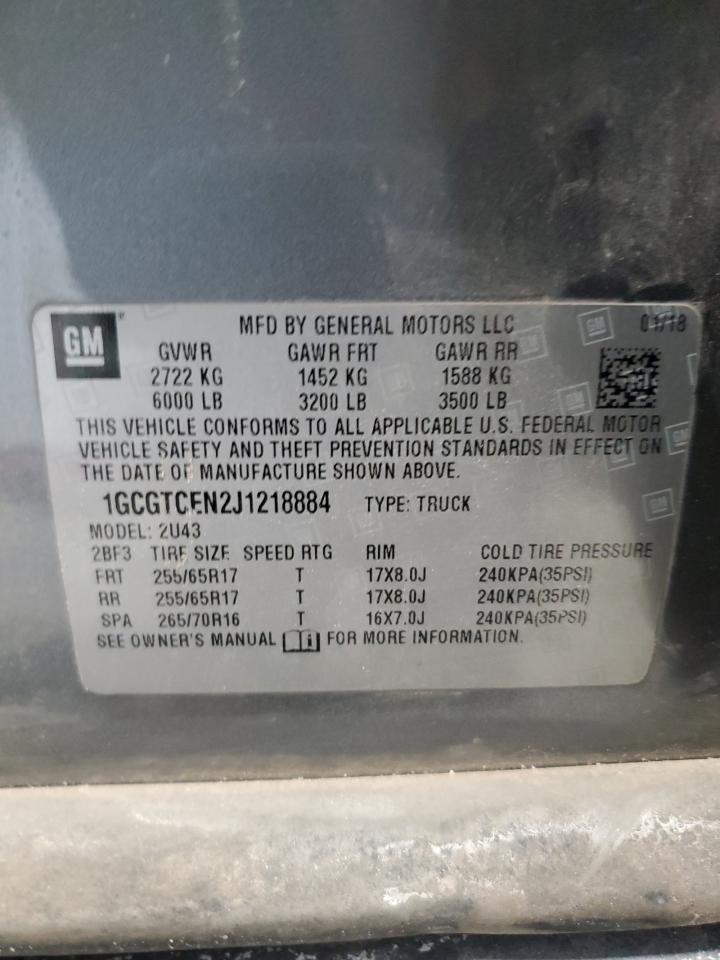 GM
MFD BY GENERAL MOTORS LLC 01/18
GVWR GAWR FRT GAWR RR
2722 KG 1452 KG 1588 KG
6000 LB 3200 LB 3500 LB
THIS VEHICLE CONFORMS TO ALL APPLICABLE U.S. FEDERAL MOTOR
VEHICLE SAFETY AND THEFT PREVENTION STANDARDS IN EFFECT ON
THE DATE OF MANUFACTURE SHOWN ABOVE.
1GCGTCEN2J1218884 TYPE: TRUCK
MODEL: 2U43
2BF3 TIRE SIZE SPEED RTG RIM COLD TIRE PRESSURE
FRT 255/65R17 T 17X8.0J 240KPA(35PSI)
RR 255/65R17 T 17X8.0J 240KPA(35PSI)
SPA 265/70R16 T 16X7.0J 240KPA(35PSI)
SEE OWNER'S MANUAL FOR MORE INFORMATION.